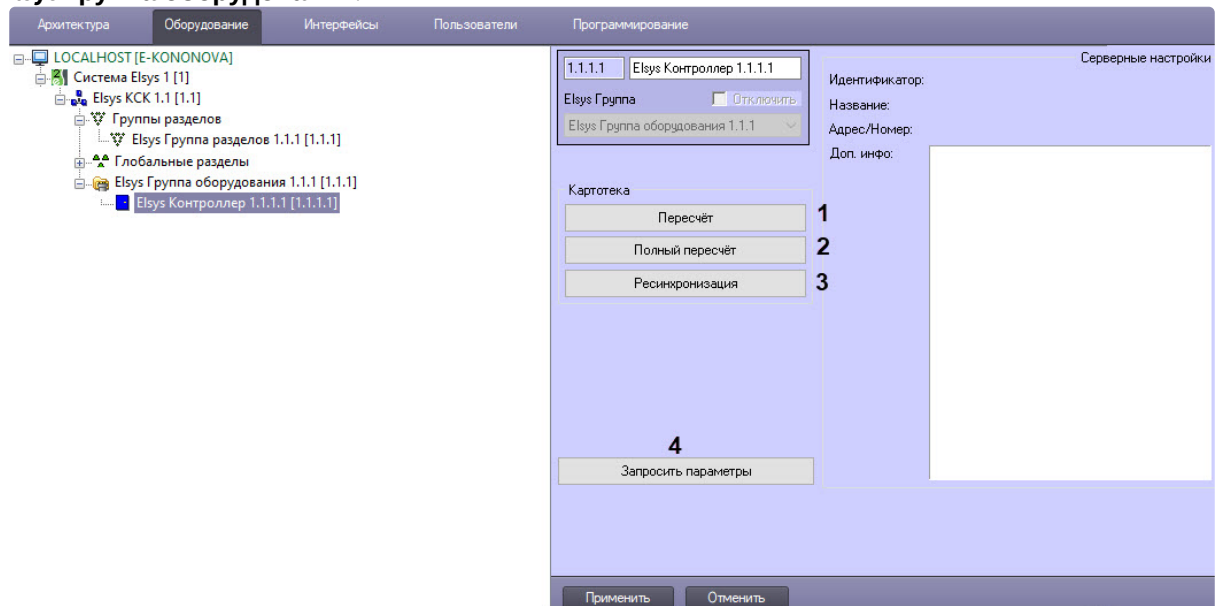 Архитектура Оборудование Интерфейсы Пользователи Программирование
LOCALHOST [E-KONONOVA]
Система Elsys 1 [1]
Elsys КСК 1.1 [1.1]
Группы разделов
Elsys Группа разделов 1.1.1 [1.1.1]
Глобальные разделы
Elsys Группа оборудования 1.1.1 [1.1.1]
Elsys Контроллер 1.1.1.1 [1.1.1.1]
1.1.1.1 Elsys Контроллер 1.1.1.1
Elsys Группа Отключить
Elsys Группа оборудования 1.1.1
Картотека
Пересчёт 1
Полный пересчёт 2
Ресинхронизация 3
4
Запросить параметры
Серверные настройки
Идентификатор:
Название:
Адрес/Номер:
Доп. инфо:
Применить Отменить